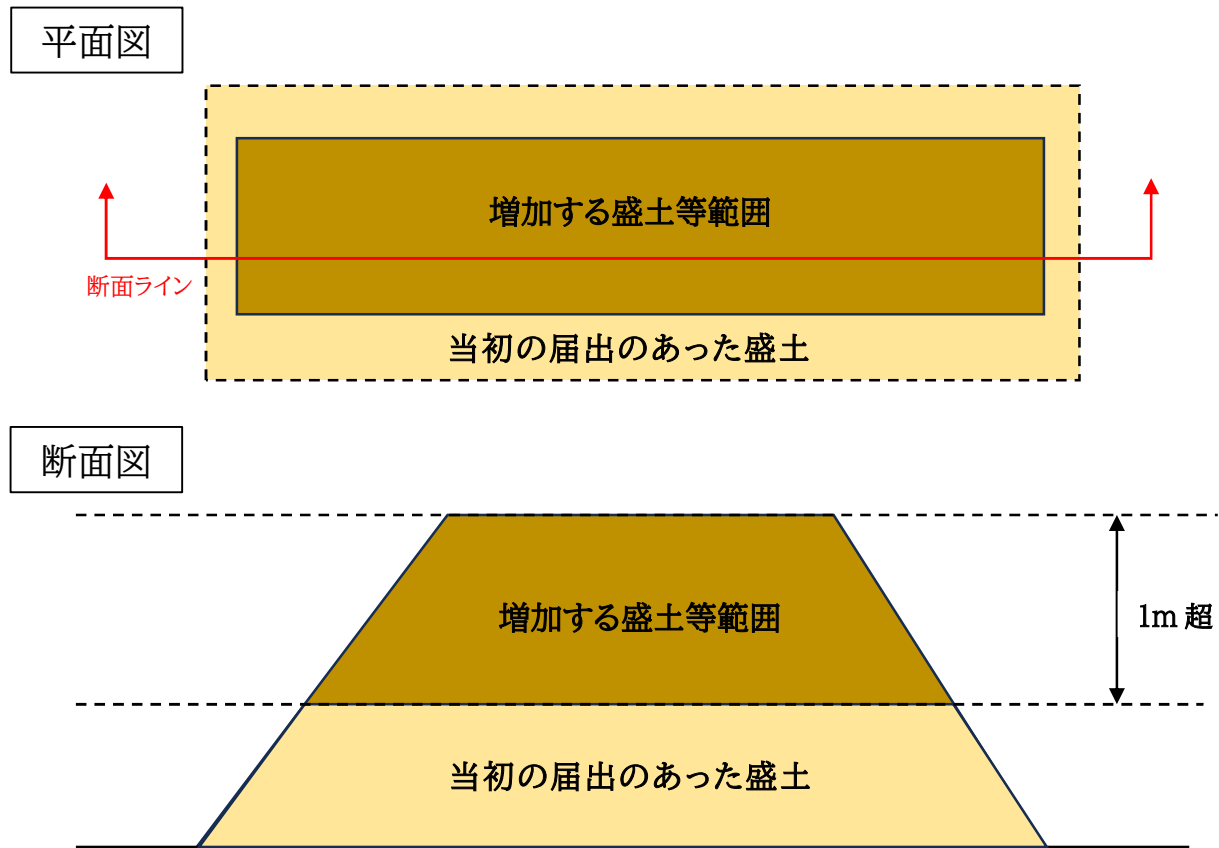 平面図
増加する盛土等範囲
断面ライン
当初の届出のあった盛土
断面図
増加する盛土等範囲
1m 超
当初の届出のあった盛土